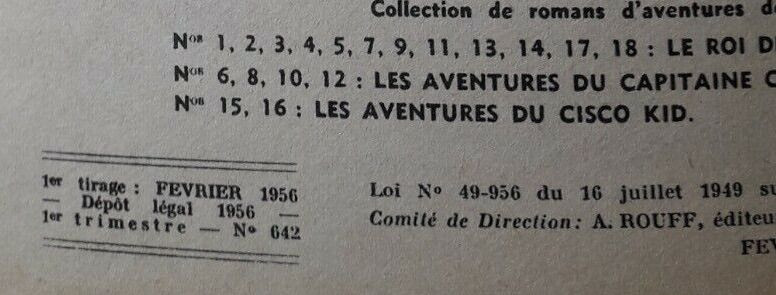 Collection de romans d'aventures
Nos 1, 2, 3, 4, 5, 7, 9, 11, 13, 14, 17, 18 : LE ROI
Nos 6, 8, 10, 12 : LES AVENTURES DU CAPITAINE
Nos 15, 16 : LES AVENTURES DU CISCO KID.
1er tirage : FEVRIER 1956
— Dépôt légal 1956 —
1er trimestre — No 642
Loi No 49-956 du 16 juillet 1949
Comité de Direction : A. ROUFF,